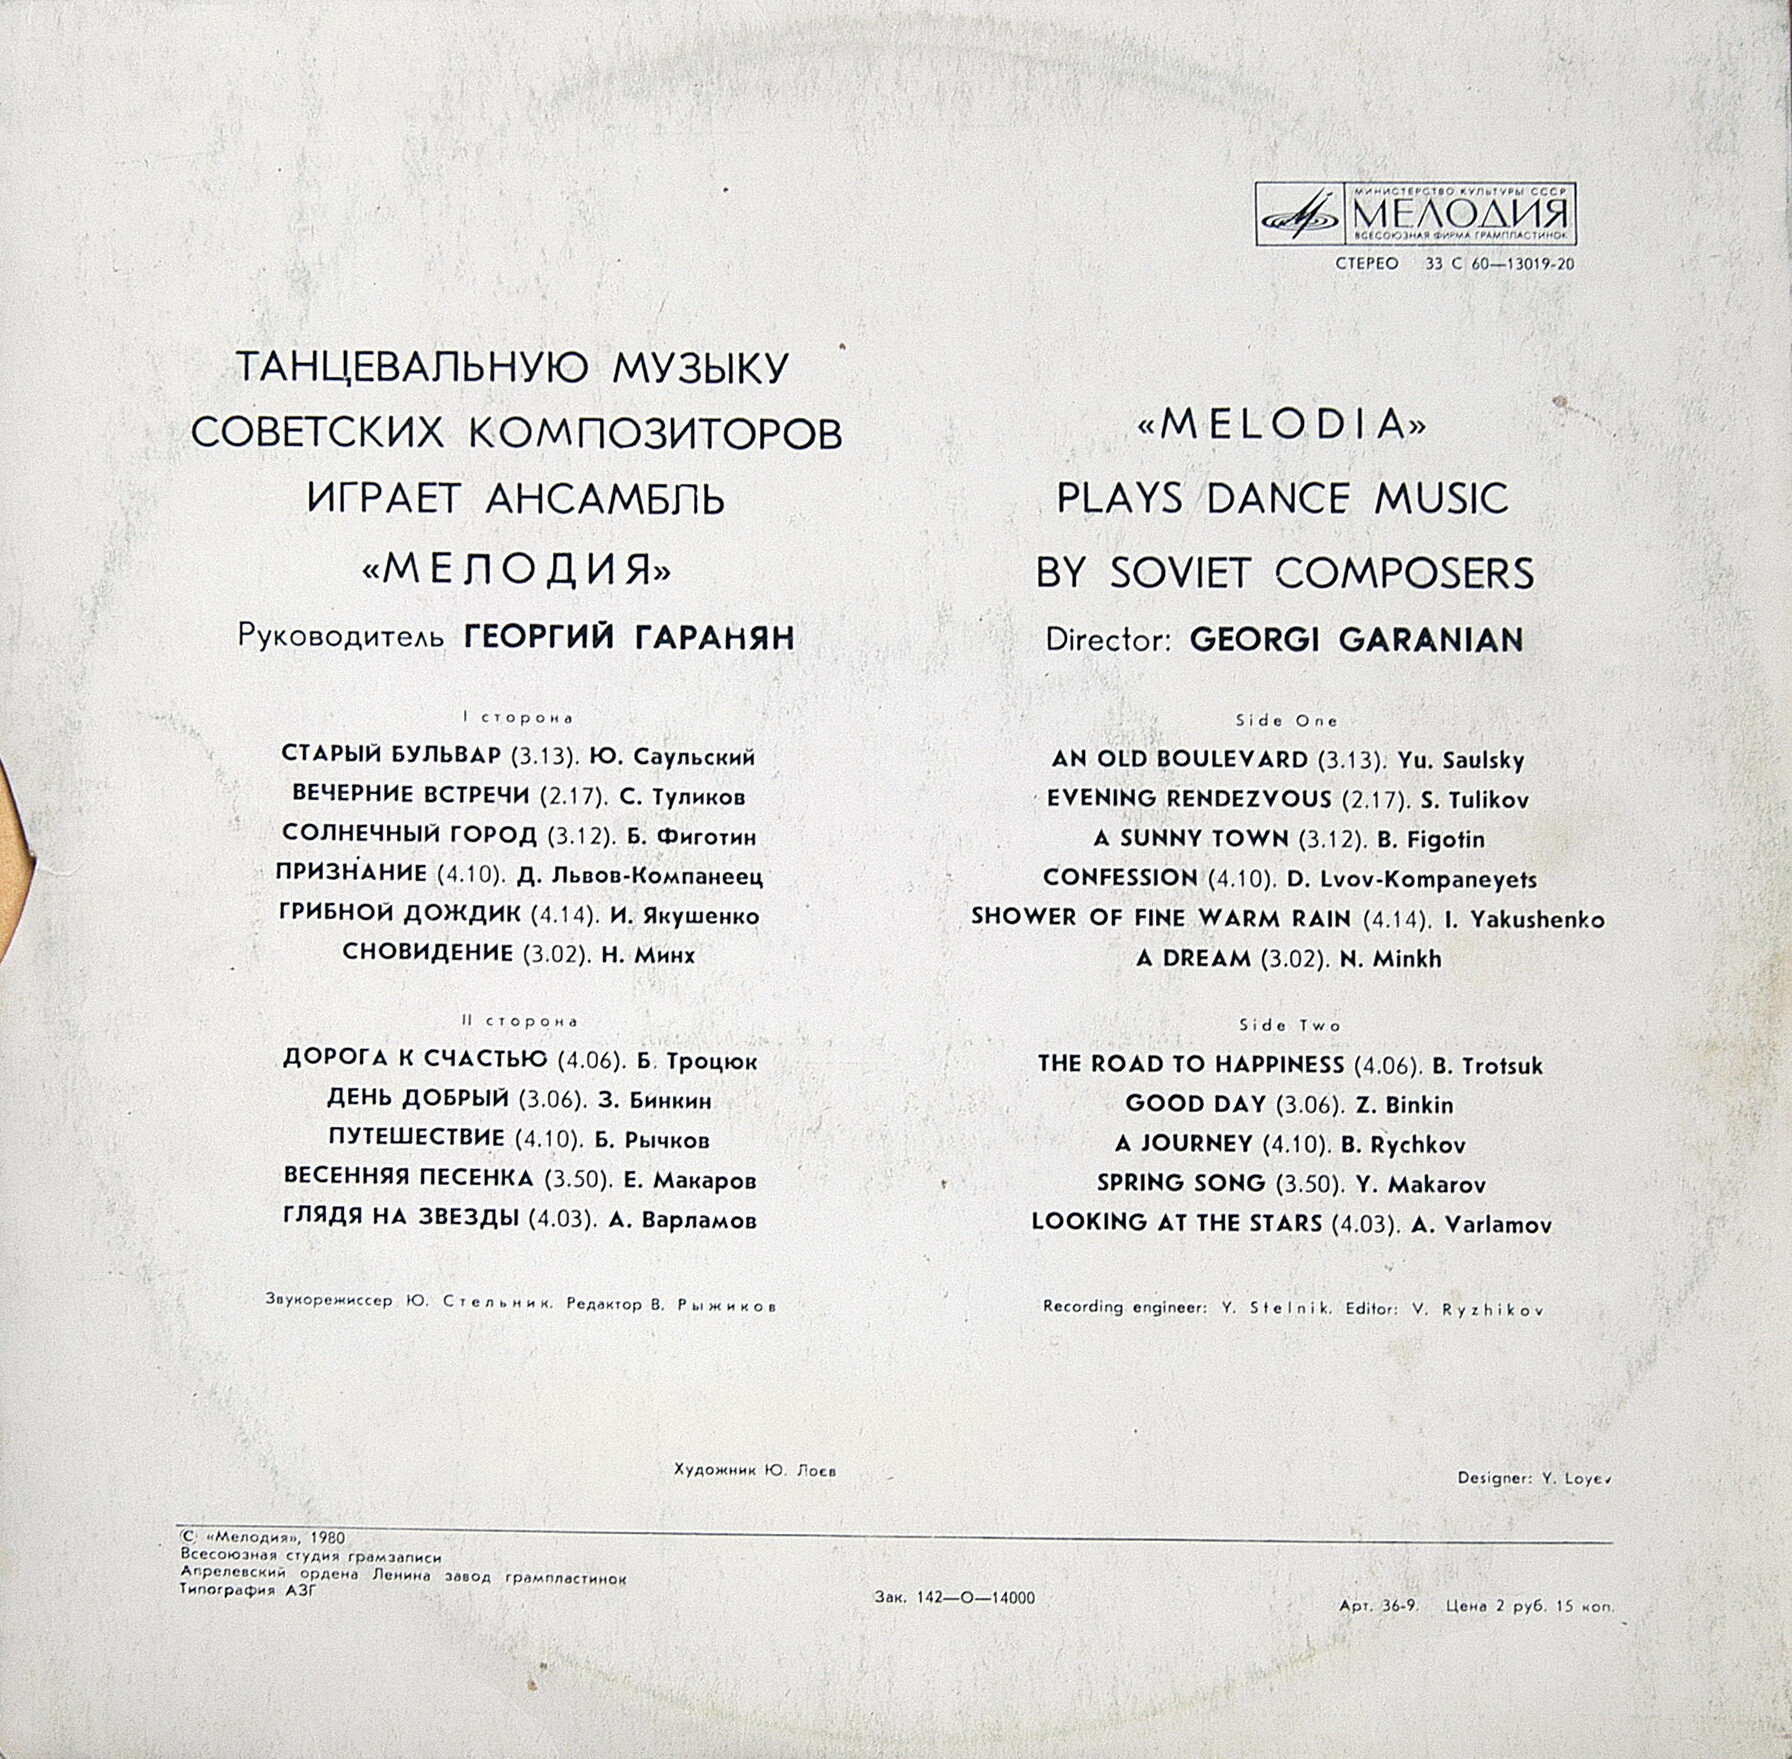 МИНИСТЕРСТВО КУЛЬТУРЫ СССР
МЕЛОДИЯ
ВСЕСОЮЗНАЯ ФИРМА ГРАМПЛАСТИНОК
СТЕРЕО 33 С 60—13019-20
ТАНЦЕВАЛЬНУЮ МУЗЫКУ
СОВЕТСКИХ КОМПОЗИТОРОВ
ИГРАЕТ АНСАМБЛЬ
«МЕЛОДИЯ»
Руководитель ГЕОРГИЙ ГАРАНЯН
I сторона
СТАРЫЙ БУЛЬВАР (3.13). Ю. Саульский
ВЕЧЕРНИЕ ВСТРЕЧИ (2.17). С. Туликов
СОЛНЕЧНЫЙ ГОРОД (3.12). Б. Фиготин
ПРИЗНАНИЕ (4.10). Д. Львов-Компанеец
ГРИБНОЙ ДОЖДИК (4.14). И. Якушенко
СНОВИДЕНИЕ (3.02). Н. Минх
II сторона
ДОРОГА К СЧАСТЬЮ (4.06). Б. Троцюк
ДЕНЬ ДОБРЫЙ (3.06). З. Бинкин
ПУТЕШЕСТВИЕ (4.10). Б. Рычков
ВЕСЕННЯЯ ПЕСЕНКА (3.50). Е. Макаров
ГЛЯДЯ НА ЗВЕЗДЫ (4.03). А. Варламов
Звукорежиссер Ю. Стельник. Редактор В. Рыжиков
Художник Ю. Лоев
«MELODIA»
PLAYS DANCE MUSIC
BY SOVIET COMPOSERS
Director: GEORGI GARANIAN
Side One
AN OLD BOULEVARD (3.13). Yu. Saulsky
EVENING RENDEZVOUS (2.17). S. Tulikov
A SUNNY TOWN (3.12). B. Figotin
CONFESSION (4.10). D. Lvov-Kompaneyets
SHOWER OF FINE WARM RAIN (4.14). I. Yakushenko
A DREAM (3.02). N. Minkh
Side Two
THE ROAD TO HAPPINESS (4.06). B. Trotsuk
GOOD DAY (3.06). Z. Binkin
A JOURNEY (4.10). B. Rychkov
SPRING SONG (3.50). Y. Makarov
LOOKING AT THE STARS (4.03). A. Varlamov
Recording engineer: Y. Stelnik. Editor: V. Ryzhikov
Designer: Y. Loyev
© «Мелодия», 1980
Всесоюзная студия грамзаписи
Апрелевский ордена Ленина завод грампластинок
Типография АЗГ
Зак. 142—О—14000
Арт. 36-9. Цена 2 руб. 15 коп.